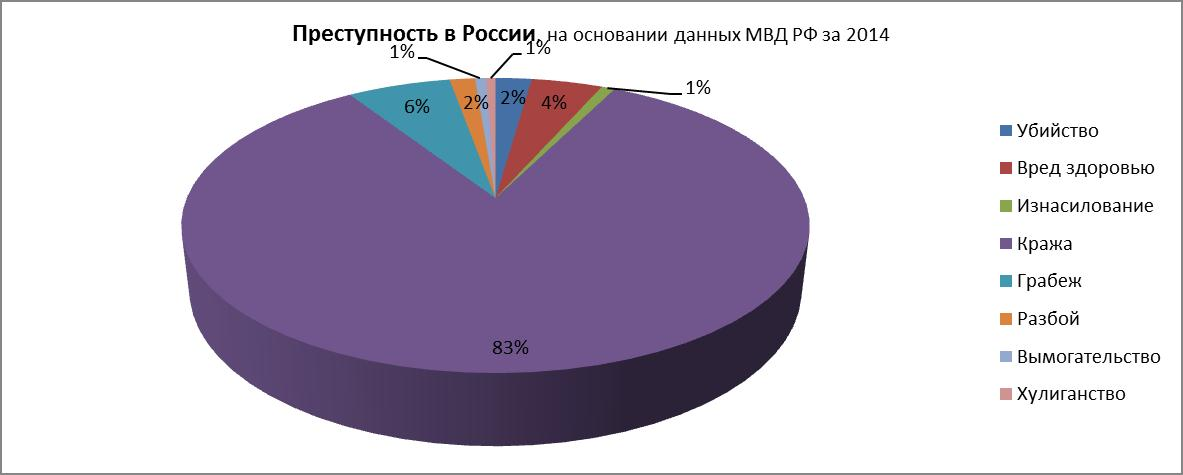 Преступность в России, на основании данных МВД РФ за 2014
1%
1%
1%
6%
2%
2%
4%
83%
Убийство
Вред здоровью
Изнасилование
Кража
Грабеж
Разбой
Вымогательство
Хулиганство